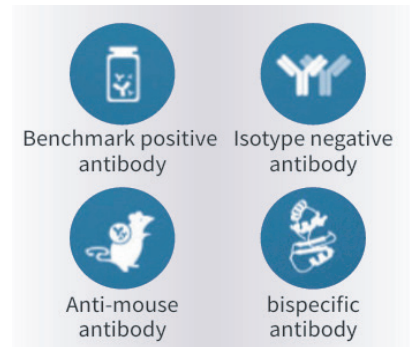 Benchmark positive
antibody
Isotype negative
antibody
Anti-mouse
antibody
bispecific
antibody